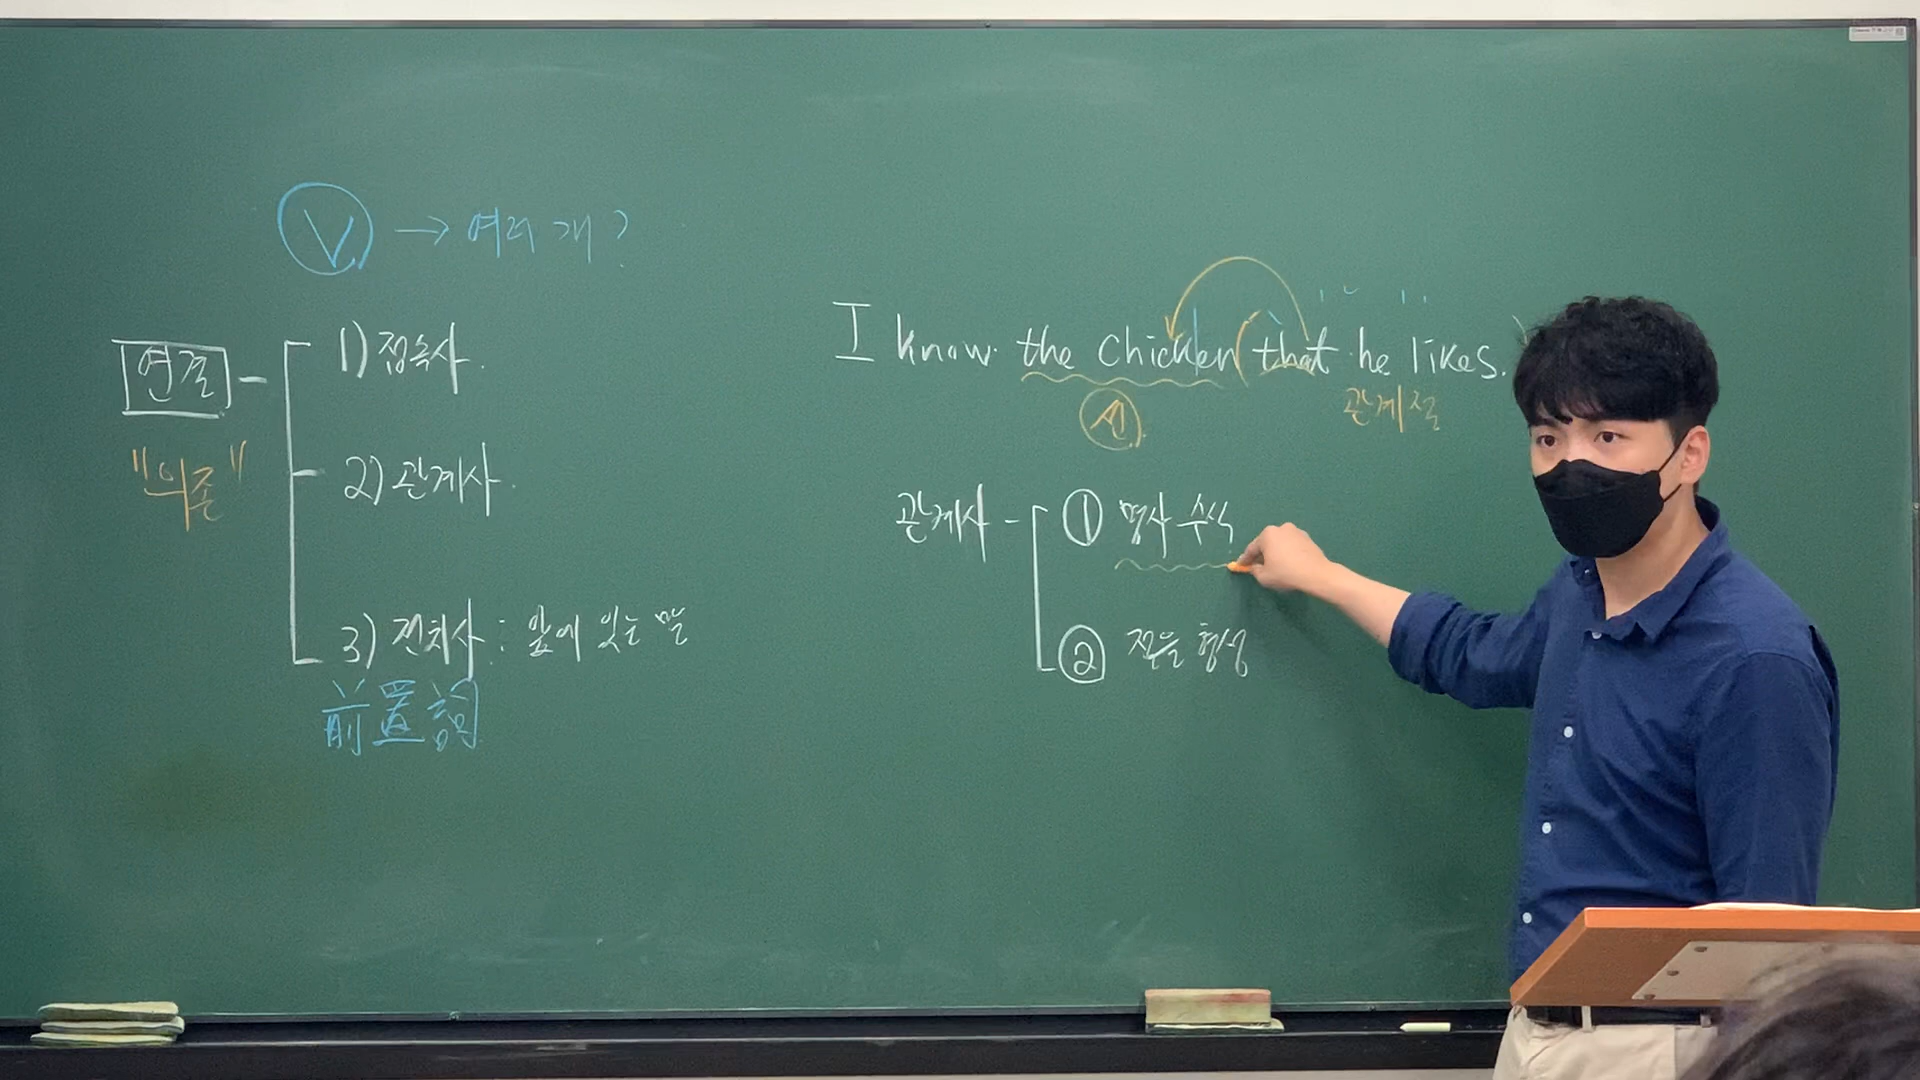 V → 여러 개?
연결
"의존"
1) 접속사.
2) 관계사.
3) 전치사 : 앞에 있는 말
前置詞
I know the chicken (that he likes.)
선
관계절
관계사
① 명사 수식
② 절을 형성